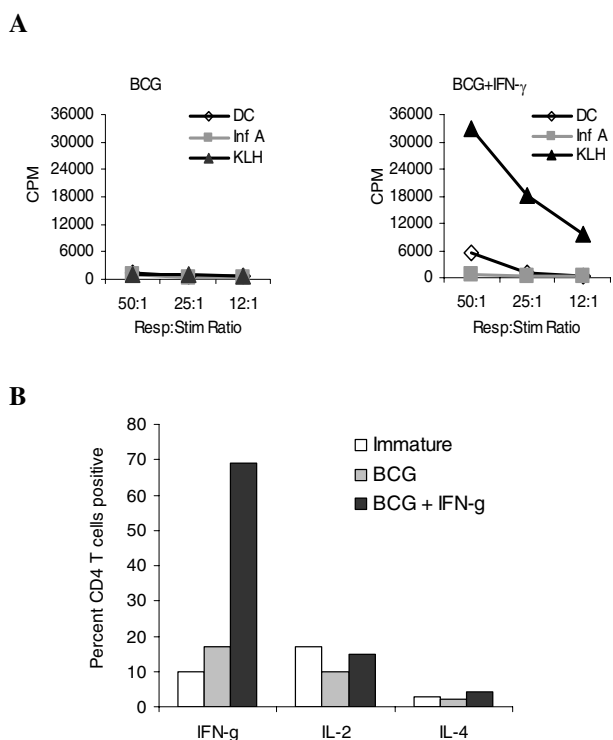 A
BCG
36000
30000
24000
18000
12000
6000
0
CPM
DC
Inf A
KLH
50:1 25:1 12:1
Resp:Stim Ratio
BCG+IFN-γ
36000
30000
24000
18000
12000
6000
0
CPM
DC
Inf A
KLH
50:1 25:1 12:1
Resp:Stim Ratio
B
80
70
60
50
40
30
20
10
0
Percent CD4 T cells positive
Immature
BCG
BCG + IFN-g
IFN-g IL-2 IL-4